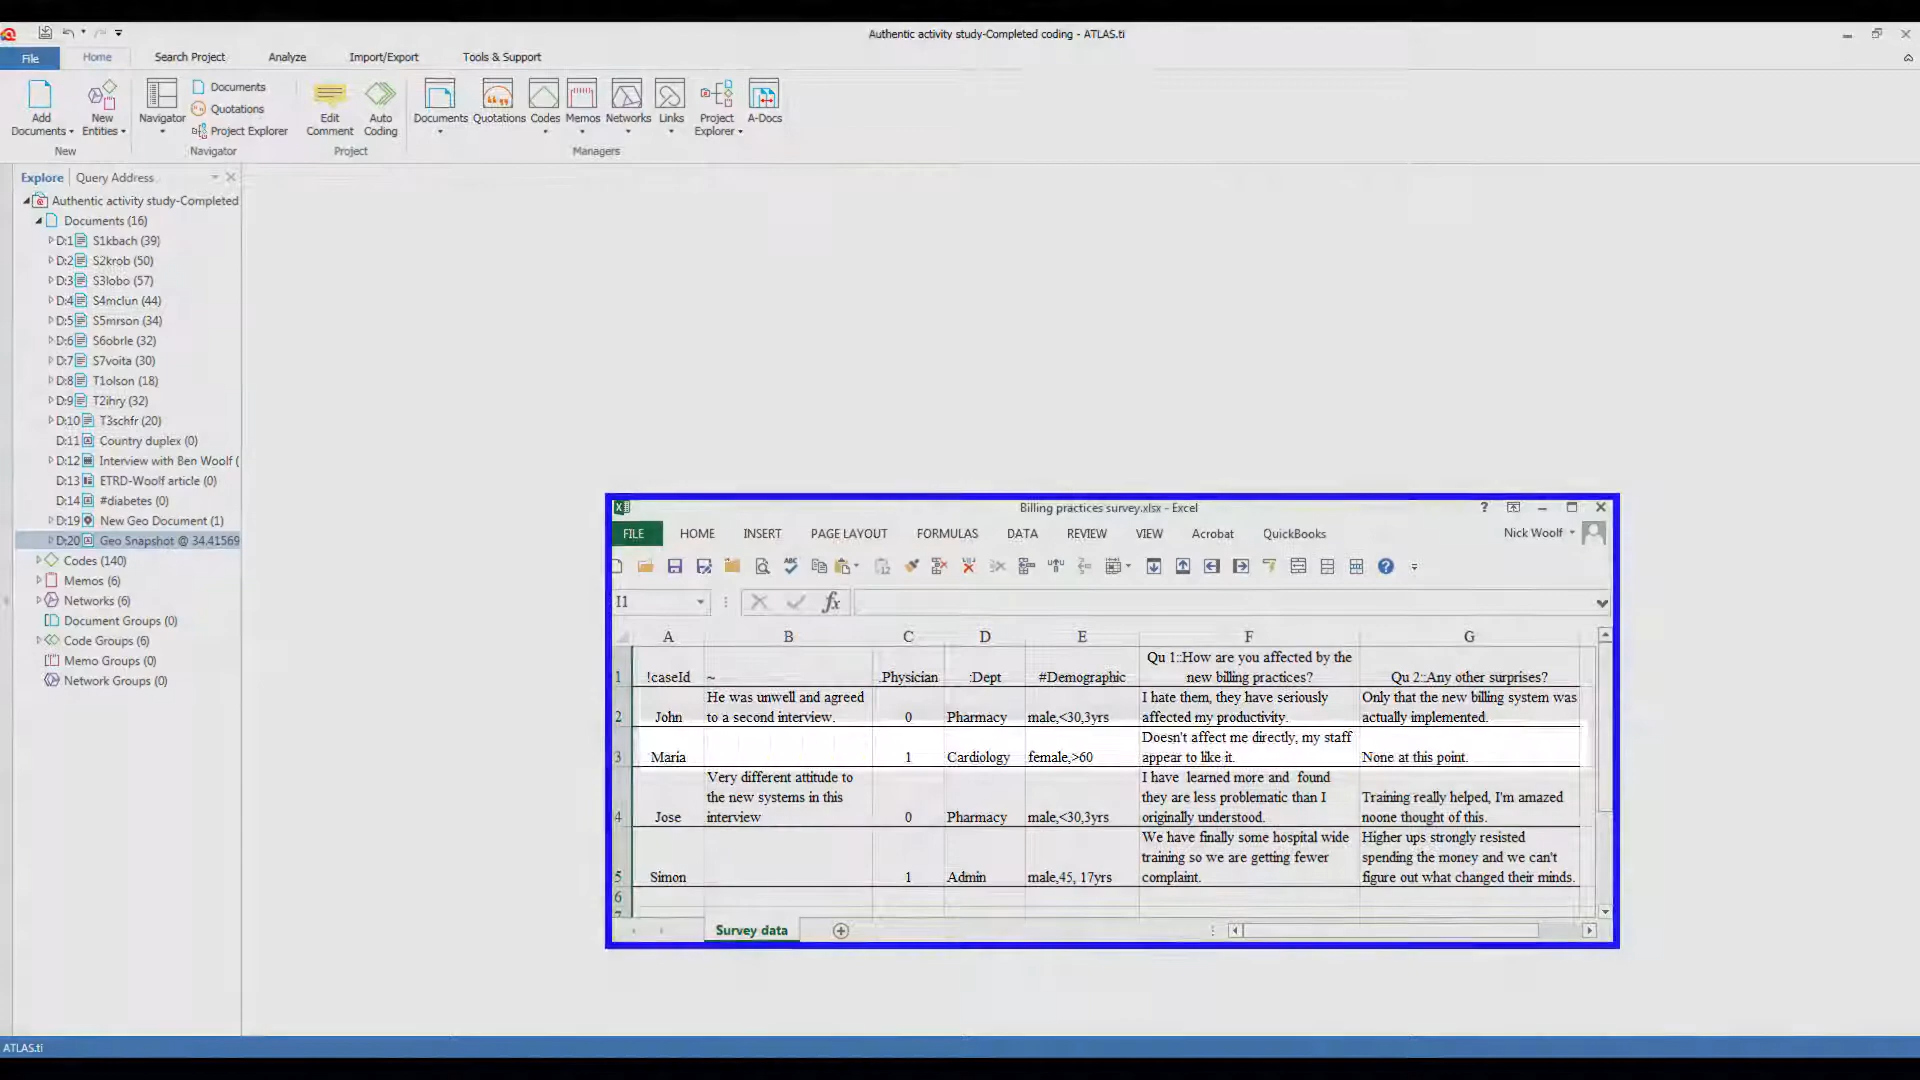 Authentic activity study-Completed coding - ATLAS.ti
File Home Search Project Analyze Import/Export Tools & Support
Add Documents
New Entities
New
Navigator
Documents
Quotations
Project Explorer
Navigator
Edit Comment
Auto Coding
Project
Documents Quotations Codes Memos Networks Links Project Explorer A-Docs
Managers
Explore Query Address
Authentic activity study-Completed
Documents (16)
D:1 S1kbach (39)
D:2 S2krob (50)
D:3 S3lobo (57)
D:4 S4mclun (44)
D:5 S5mrson (34)
D:6 S6obrle (32)
D:7 S7voita (30)
D:8 T1olson (18)
D:9 T2ihry (32)
D:10 T3schfr (20)
D:11 Country duplex (0)
D:12 Interview with Ben Woolf (
D:13 ETRD-Woolf article (0)
D:14 #diabetes (0)
D:19 New Geo Document (1)
D:20 Geo Snapshot @ 34.41569
Codes (140)
Memos (6)
Networks (6)
Document Groups (0)
Code Groups (6)
Memo Groups (0)
Network Groups (0)
Billing practices survey.xlsx - Excel
FILE HOME INSERT PAGE LAYOUT FORMULAS DATA REVIEW VIEW Acrobat QuickBooks Nick Woolf
I1 fx
A B C D E F G
1 !caseId ~ .Physician :Dept #Demographic Qu 1::How are you affected by the new billing practices? Qu 2::Any other surprises?
2 John He was unwell and agreed to a second interview. 0 Pharmacy male,<30,3yrs I hate them, they have seriously affected my productivity. Only that the new billing system was actually implemented.
3 Maria 1 Cardiology female,>60 Doesn't affect me directly, my staff appear to like it. None at this point.
4 Jose Very different attitude to the new systems in this interview 0 Pharmacy male,<30,3yrs I have learned more and found they are less problematic than I originally understood. Training really helped, I'm amazed noone thought of this.
5 Simon 1 Admin male,45, 17yrs We have finally some hospital wide training so we are getting fewer complaint. Higher ups strongly resisted spending the money and we can't figure out what changed their minds.
6
7
Survey data
ATLAS.ti